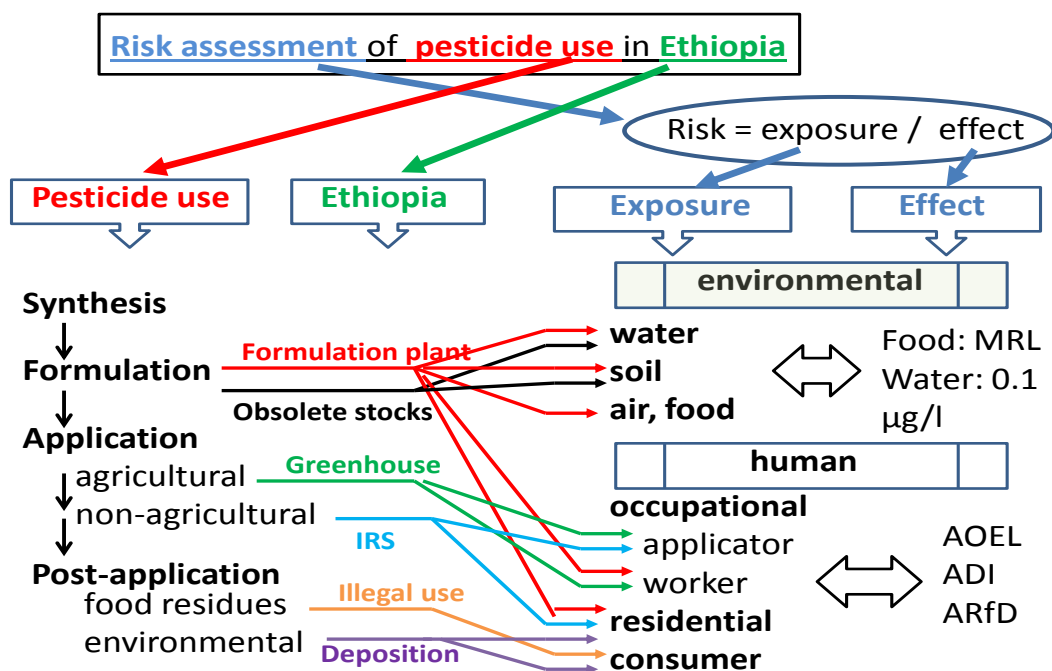 Risk assessment of pesticide use in Ethiopia
Risk = exposure / effect
Pesticide use
Ethiopia
Exposure
Effect
environmental
Synthesis
Formulation
Formulation plant
Obsolete stocks
Application
agricultural
Greenhouse
non-agricultural
IRS
Post-application
food residues
Illegal use
environmental
Deposition
water
soil
air, food
Food: MRL
Water: 0.1
µg/l
human
occupational
applicator
worker
residential
consumer
AOEL
ADI
ARfD